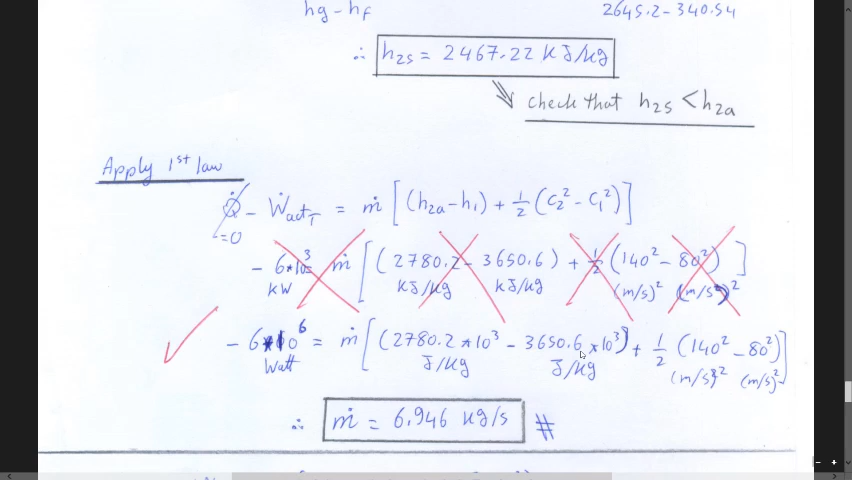 hg - hf 2645.2 - 340.54
∴ h2s = 2467.22 KJ/kg
check that h2s < h2a
Apply 1st law
Q̇ - ẆactT = ṁ [(h2a - h1) + 1/2 (C2² - C1²)]
=0
- 6*10³ = ṁ [(2780.2 - 3650.6) + 1/2 (140² - 80²)]
KW KJ/kg KJ/kg (m/s)² (m/s)²
- 6*10⁶ = ṁ [(2780.2 * 10³ - 3650.6 * 10³) + 1/2 (140² - 80²)]
Watt J/kg J/kg (m/s)² (m/s)²
∴ ṁ = 6.946 kg/s #